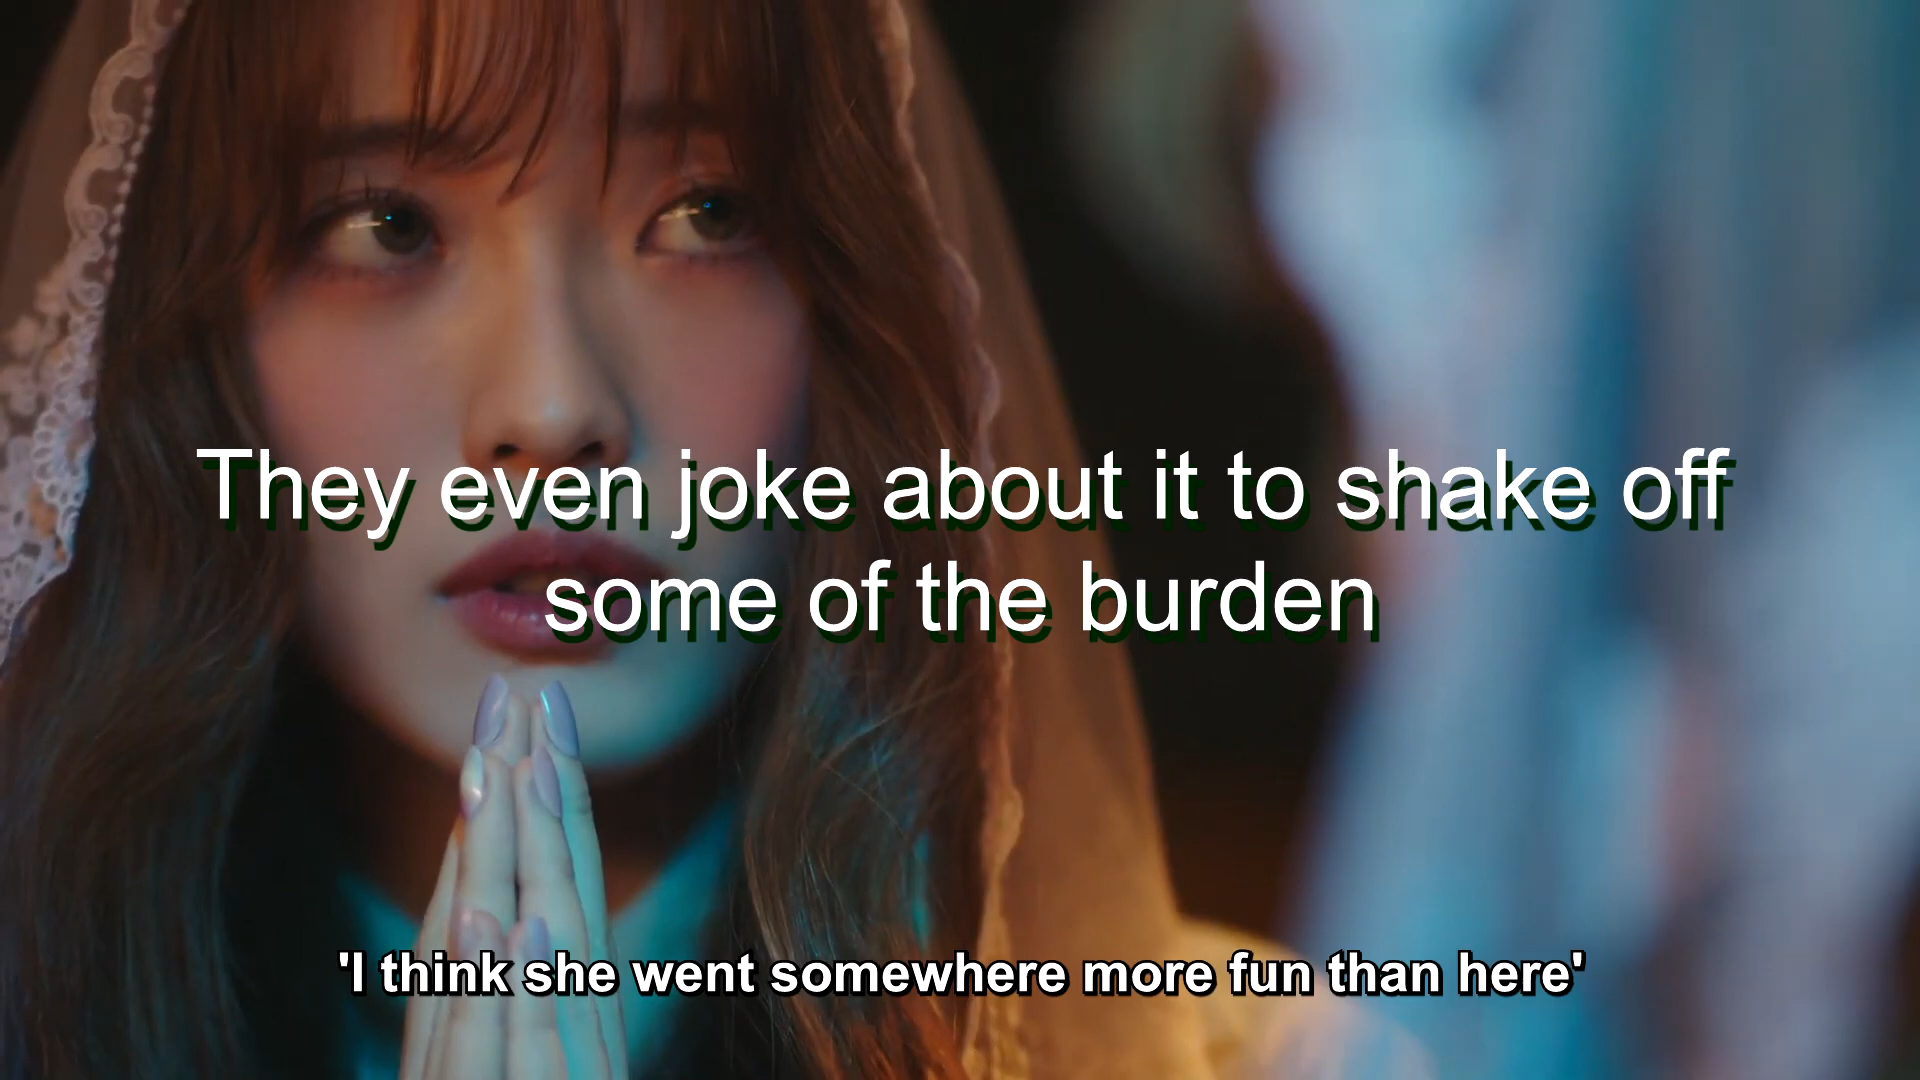 They even joke about it to shake off
some of the burden
'I think she went somewhere more fun than here'